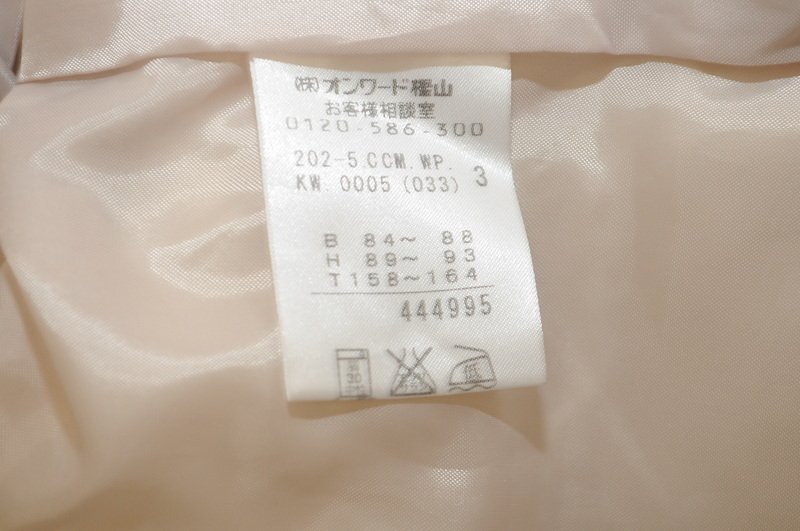 ㈱オンワード樫山
お客様相談室
0120-586-300
202-5.CCM.WP.
KW.0005(033) 3
B 84〜 88
H 89〜 93
T158〜164
444995
低